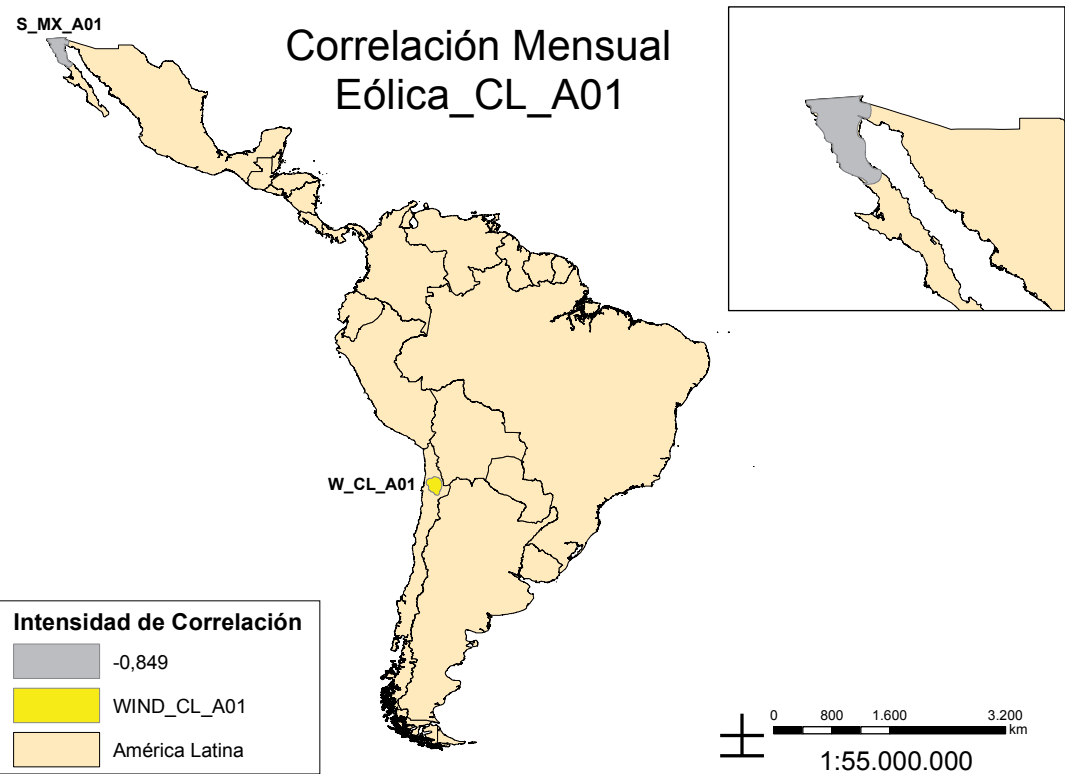 S_MX_A01
Correlación Mensual
Eólica_CL_A01
W_CL_A01
Intensidad de Correlación
-0,849
WIND_CL_A01
América Latina
0 800 1.600 3.200
km
1:55.000.000